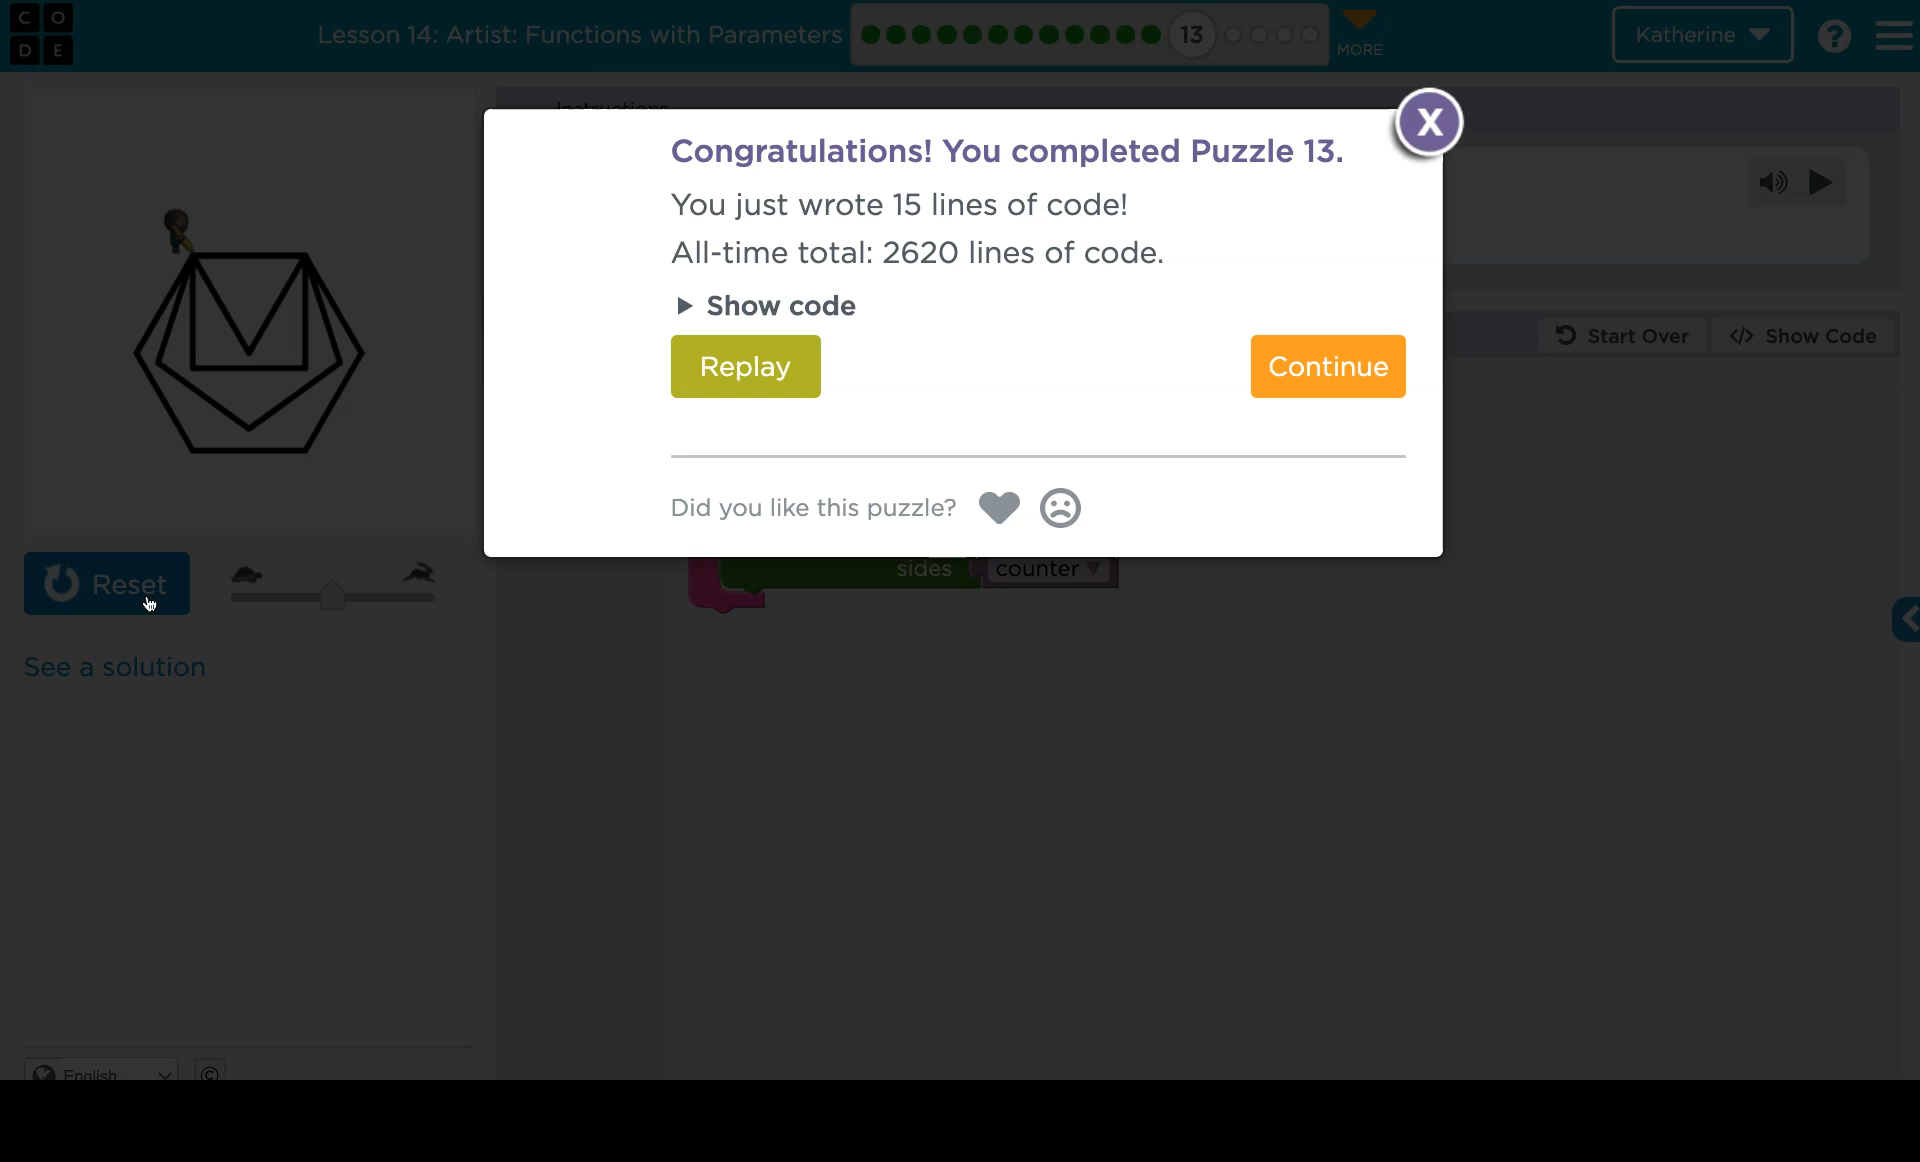 C O
D E
Lesson 14: Artist: Functions with Parameters
13
MORE
Katherine
?
Instructions
X
Congratulations! You completed Puzzle 13.
You just wrote 15 lines of code!
All-time total: 2620 lines of code.
Show code
Replay
Continue
Did you like this puzzle?
Start Over
</> Show Code
sides
counter
Reset
See a solution
English
©